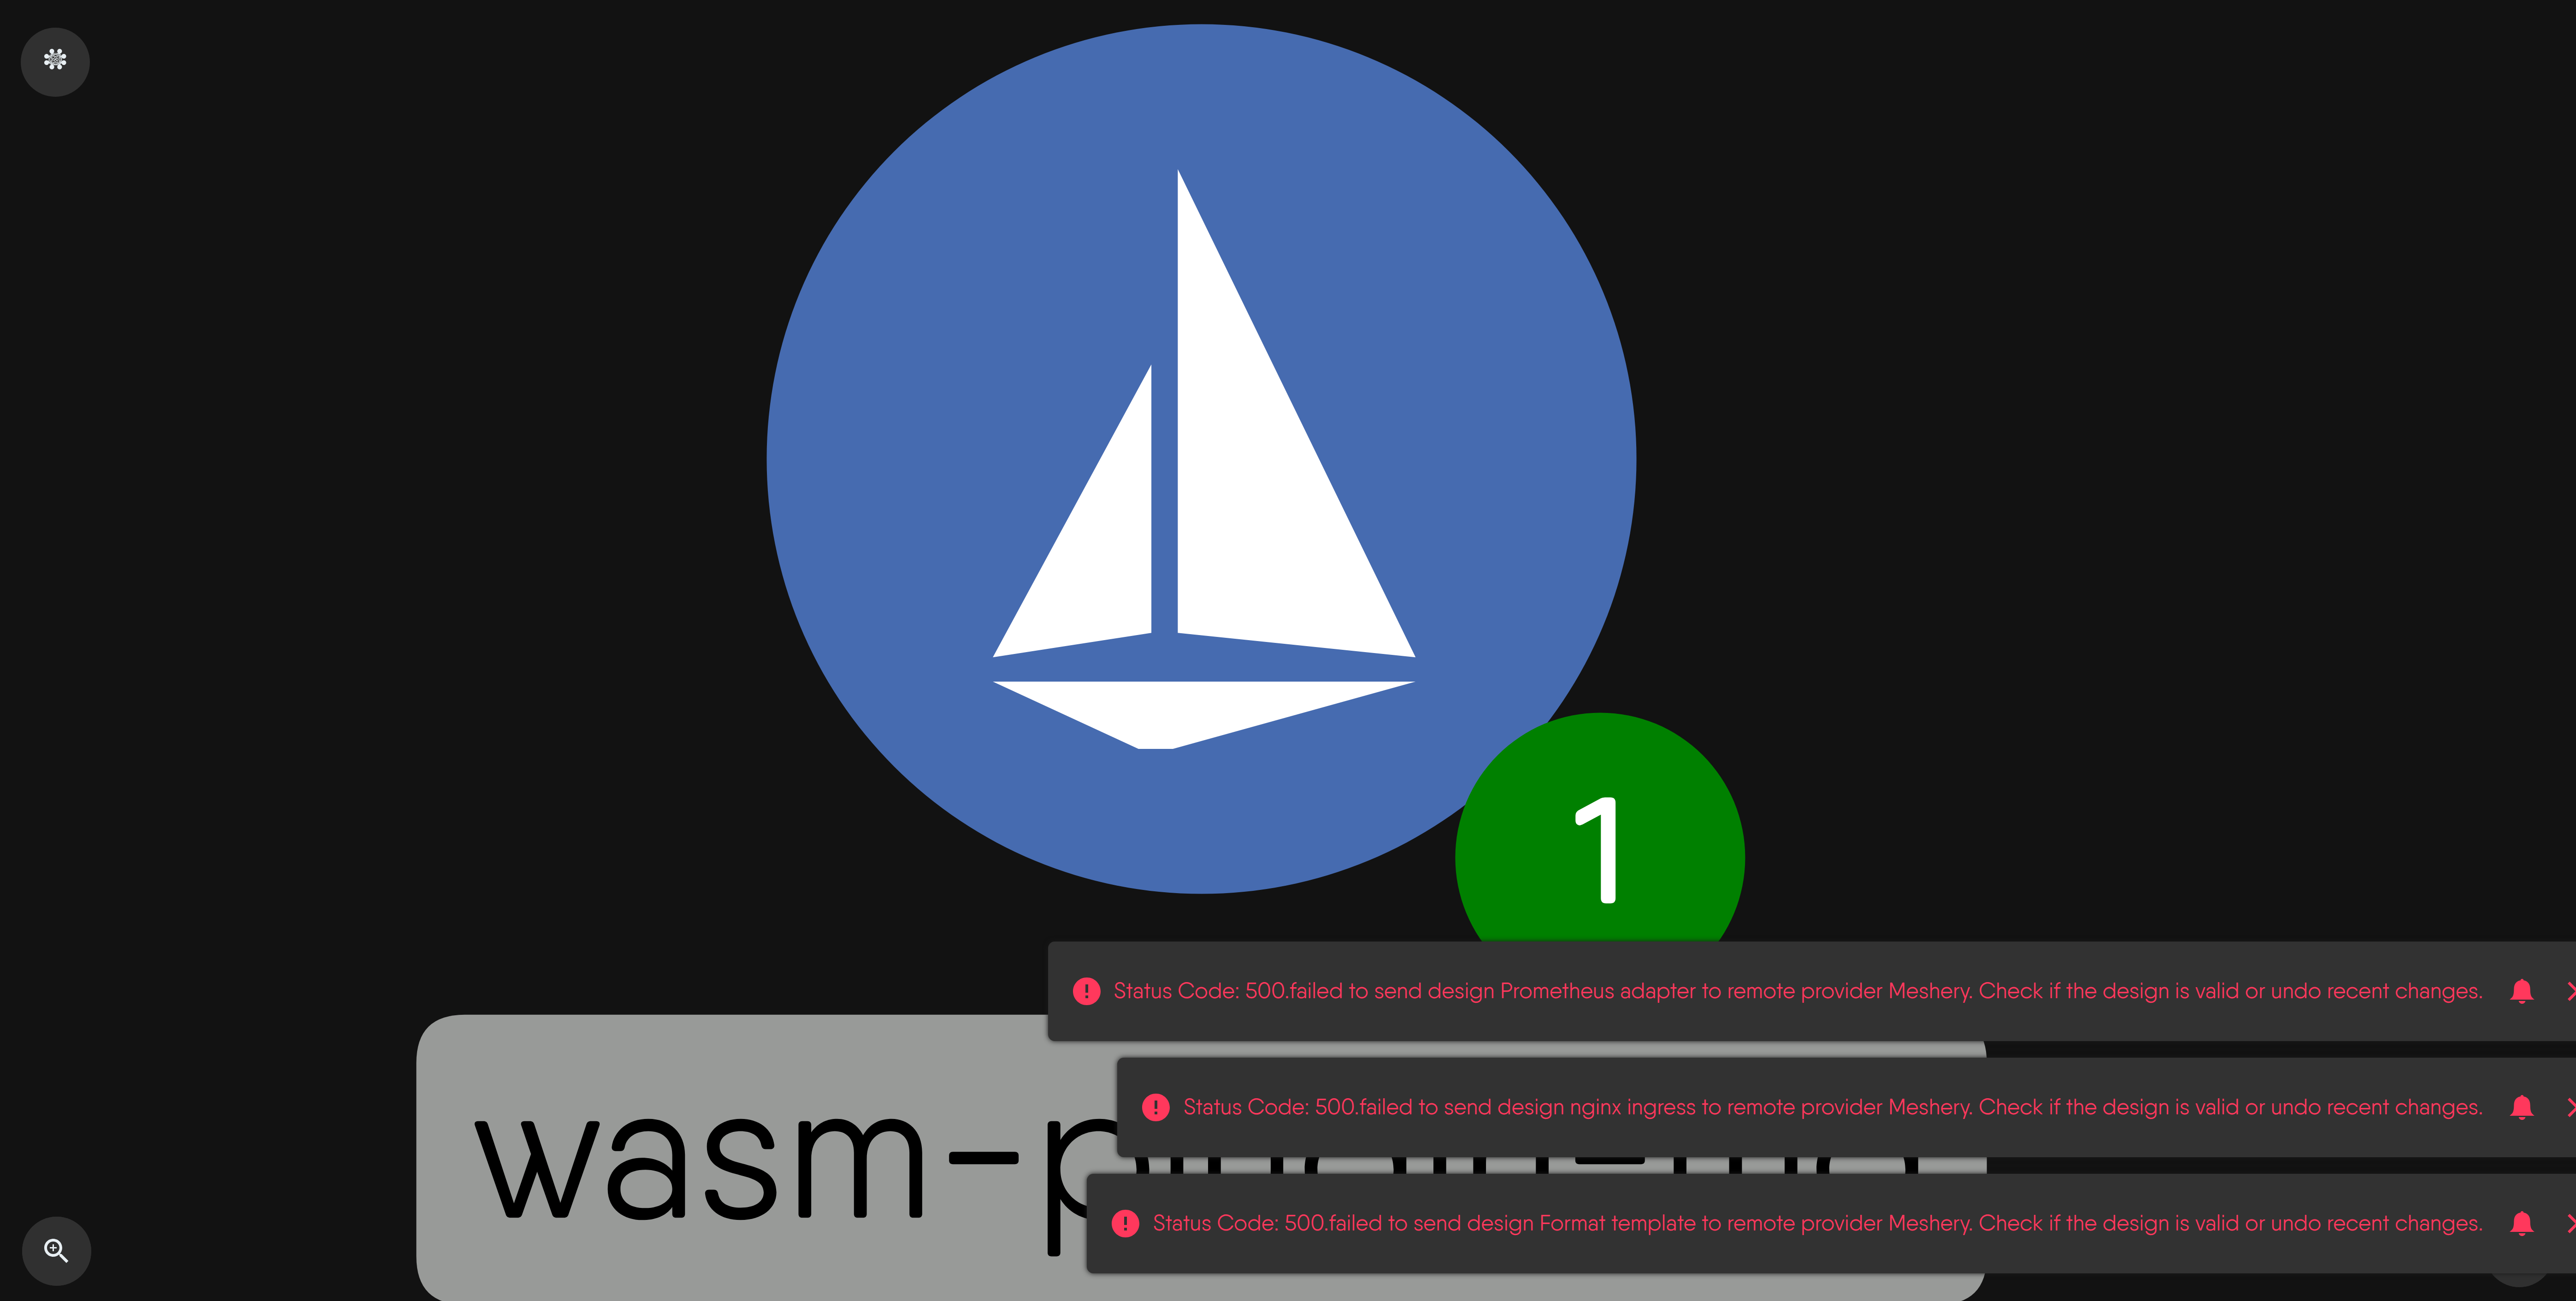 1
Status Code: 500.failed to send design Prometheus adapter to remote provider Meshery. Check if the design is valid or undo recent changes.
Status Code: 500.failed to send design nginx ingress to remote provider Meshery. Check if the design is valid or undo recent changes.
wasm-
Status Code: 500.failed to send design Format template to remote provider Meshery. Check if the design is valid or undo recent changes.